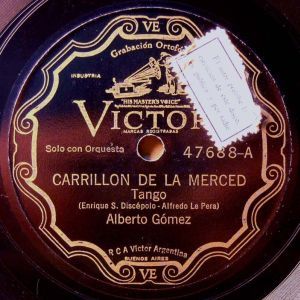 VE
Grabación Ortofó
INDUSTRIA
"HIS MASTER'S VOICE"
VICTOR
MARCAS REGISTRADAS
Solo con Orquesta
47688-A
CARRILLON DE LA MERCED
Tango
(Enrique S. Discépolo - Alfredo Le Pera)
Alberto Gómez
R C A Victor Argentina
BUENOS AIRES
VE